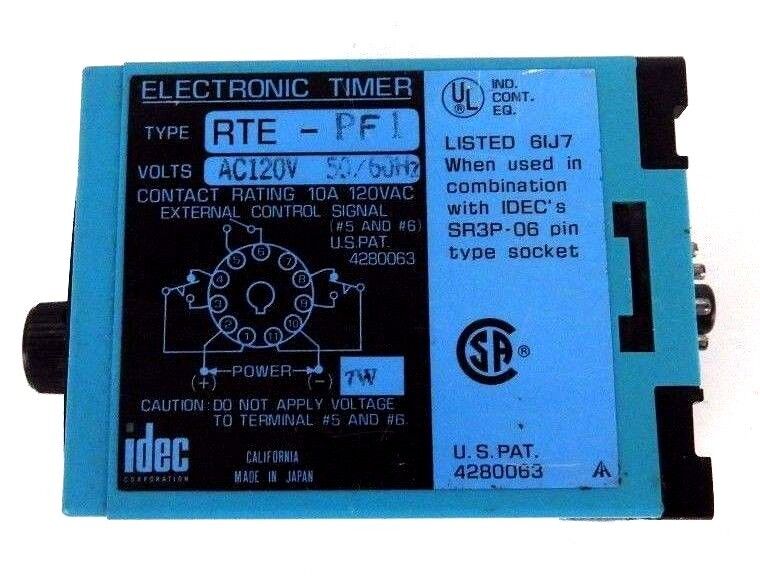 ELECTRONIC TIMER
TYPE RTE - PF1
VOLTS AC120V 50/60Hz
CONTACT RATING 10A 120VAC
EXTERNAL CONTROL SIGNAL
(#5 AND #6)
U.S.PAT.
4280063
5 6 7
4 8
3 9
2 1 11 10
POWER
(+) (-) 7W
CAUTION: DO NOT APPLY VOLTAGE
TO TERMINAL #5 AND #6.
idec
CORPORATION
CALIFORNIA
MADE IN JAPAN
UL ® IND.
CONT.
EQ.
LISTED 6IJ7
When used in
combination
with IDEC's
SR3P-06 pin
type socket
CSA ®
U.S.PAT.
4280063